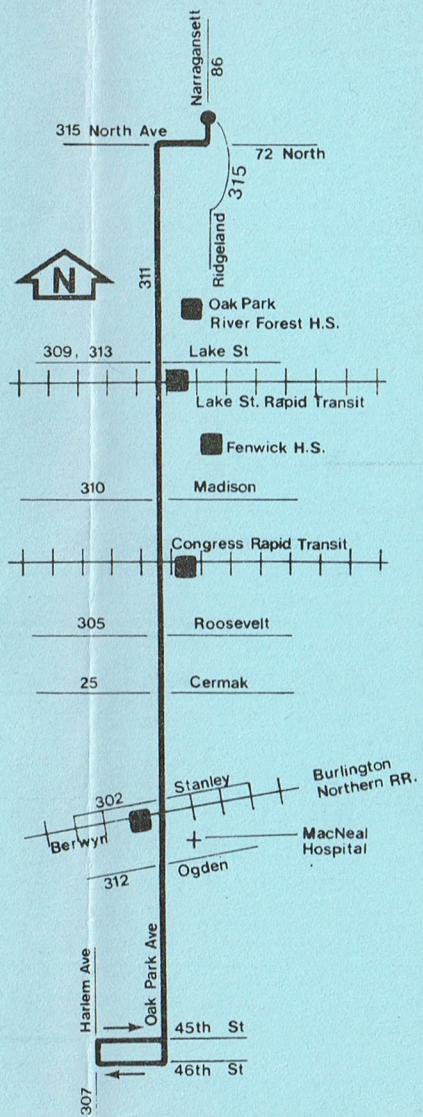 Narragansett
86
315 North Ave
72 North
315
Ridgeland
311
N
Oak Park
River Forest H.S.
309, 313
Lake St
Lake St. Rapid Transit
Fenwick H.S.
310
Madison
Congress Rapid Transit
305
Roosevelt
25
Cermak
302
Stanley
Burlington
Northern RR.
Berwyn
MacNeal
Hospital
312
Ogden
Harlem Ave
Oak Park Ave
45th St
46th St
307